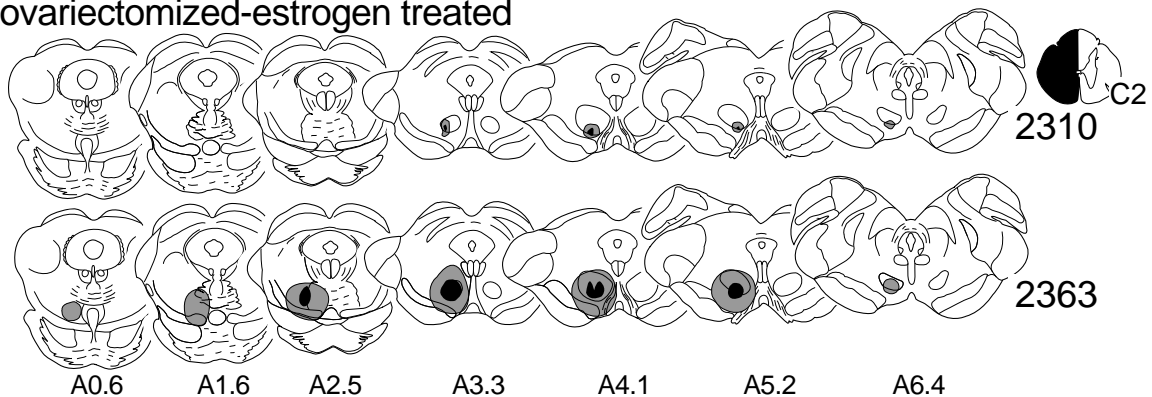 ovariectomized-estrogen treated
C2
2310
2363
A0.6 A1.6 A2.5 A3.3 A4.1 A5.2 A6.4